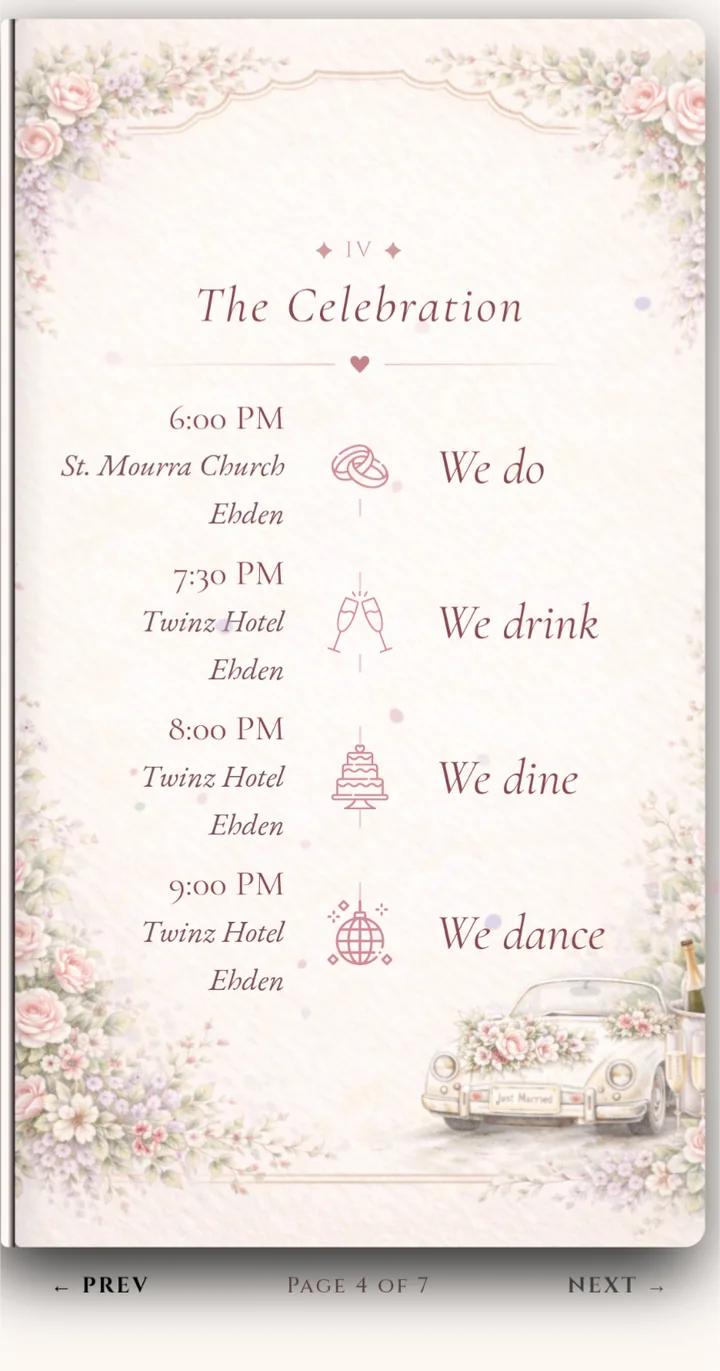 ✦ IV ✦
The Celebration
6:00 PM
St. Mourra Church
Ehden
We do
7:30 PM
Twinz Hotel
Ehden
We drink
8:00 PM
Twinz Hotel
Ehden
We dine
9:00 PM
Twinz Hotel
Ehden
We dance
Just Married
← PREV
PAGE 4 OF 7
NEXT →